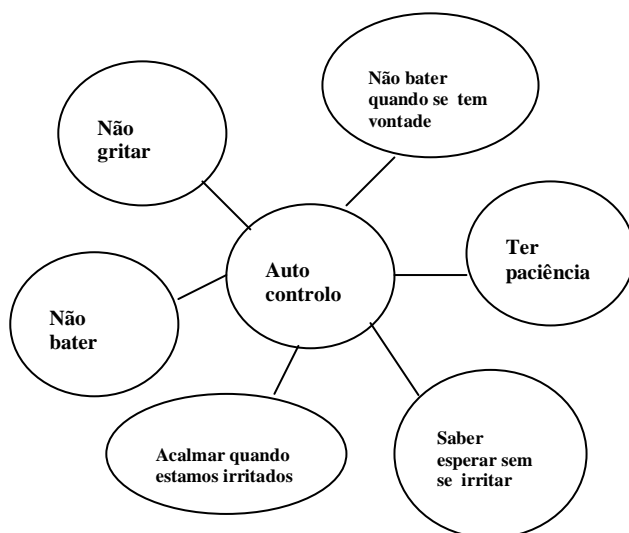 Não bater
quando se tem
vontade
Não
gritar
Ter
paciência
Auto
controlo
Não
bater
Acalmar quando
estamos irritados
Saber
esperar sem
se irritar